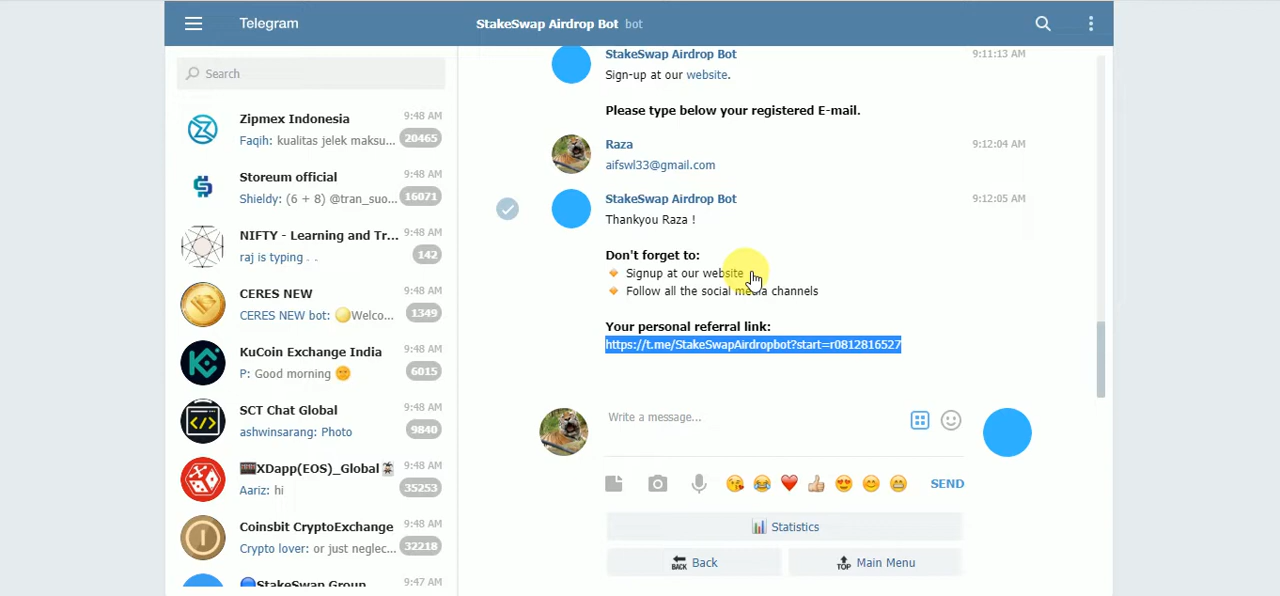 Telegram
StakeSwap Airdrop Bot bot
Search
Zipmex Indonesia 9:48 AM
Faqih: kualitas jelek maksu... 20465
Storeum official 9:48 AM
Shieldy: (6 + 8) @tran_suo... 16071
NIFTY - Learning and Tr... 9:48 AM
raj is typing . . 142
CERES NEW 9:48 AM
CERES NEW bot: 🟡Welco... 1349
KuCoin Exchange India 9:48 AM
P: Good morning 🌞 6015
SCT Chat Global 9:48 AM
ashwinsarang: Photo 9840
🎰XDapp(EOS)_Global🃏 9:48 AM
Aariz: hi 35253
Coinsbit CryptoExchange 9:48 AM
Crypto lover: or just neglec... 32218
🔵StakeSwap Group 9:47 AM
StakeSwap Airdrop Bot 9:11:13 AM
Sign-up at our website.
Please type below your registered E-mail.
Raza 9:12:04 AM
aifswl33@gmail.com
StakeSwap Airdrop Bot 9:12:05 AM
Thankyou Raza !
Don't forget to:
🔸 Signup at our website
🔸 Follow all the social media channels
Your personal referral link:
https://t.me/StakeSwapAirdropbot?start=r0812816527
Write a message...
SEND
📊 Statistics
🔙 Back
🔝 Main Menu